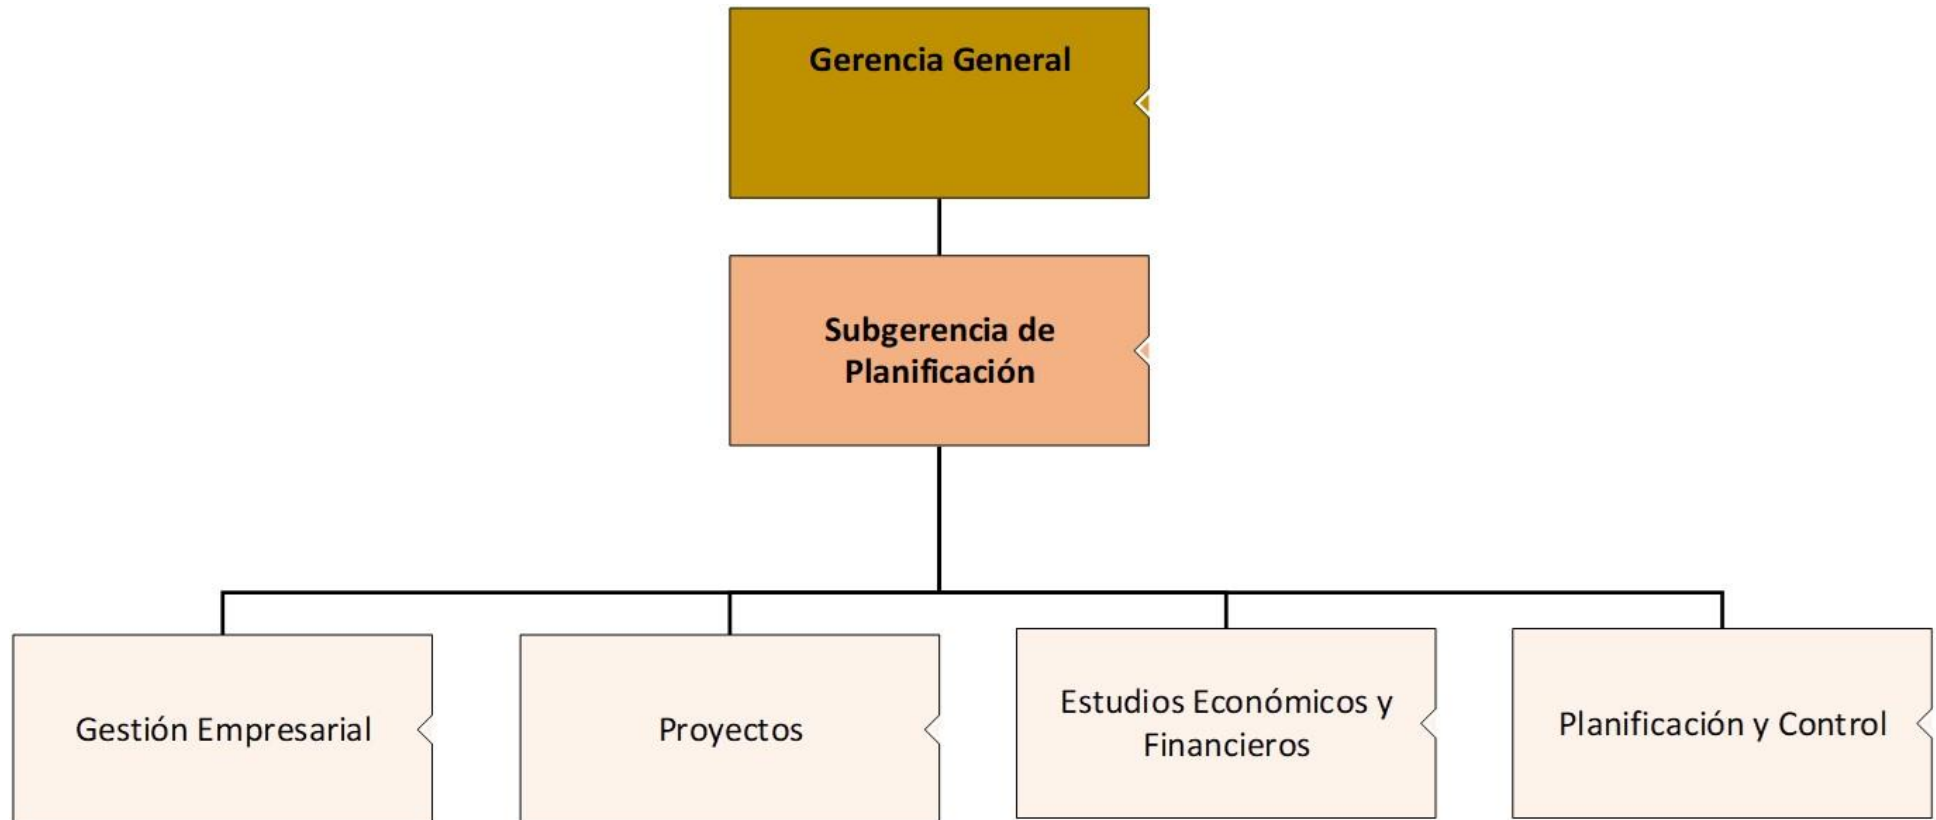 Gerencia General
Subgerencia de
Planificación
Gestión Empresarial
Proyectos
Estudios Económicos y
Financieros
Planificación y Control